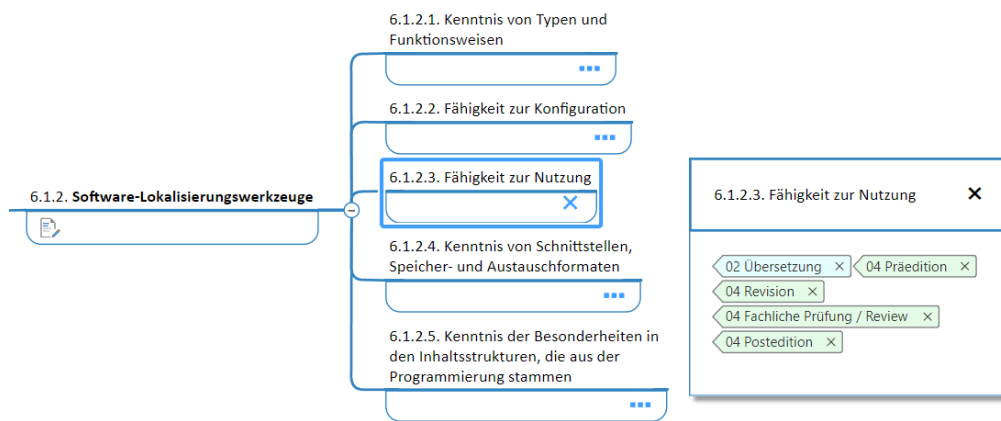 6.1.2.1. Kenntnis von Typen und
Funktionsweisen
6.1.2.2. Fähigkeit zur Konfiguration
6.1.2.3. Fähigkeit zur Nutzung
6.1.2. Software-Lokalisierungswerkzeuge
6.1.2.4. Kenntnis von Schnittstellen,
Speicher- und Austauschformaten
6.1.2.5. Kenntnis der Besonderheiten in
den Inhaltsstrukturen, die aus der
Programmierung stammen
6.1.2.3. Fähigkeit zur Nutzung
02 Übersetzung × 04 Präedition ×
04 Revision ×
04 Fachliche Prüfung / Review ×
04 Postedition ×